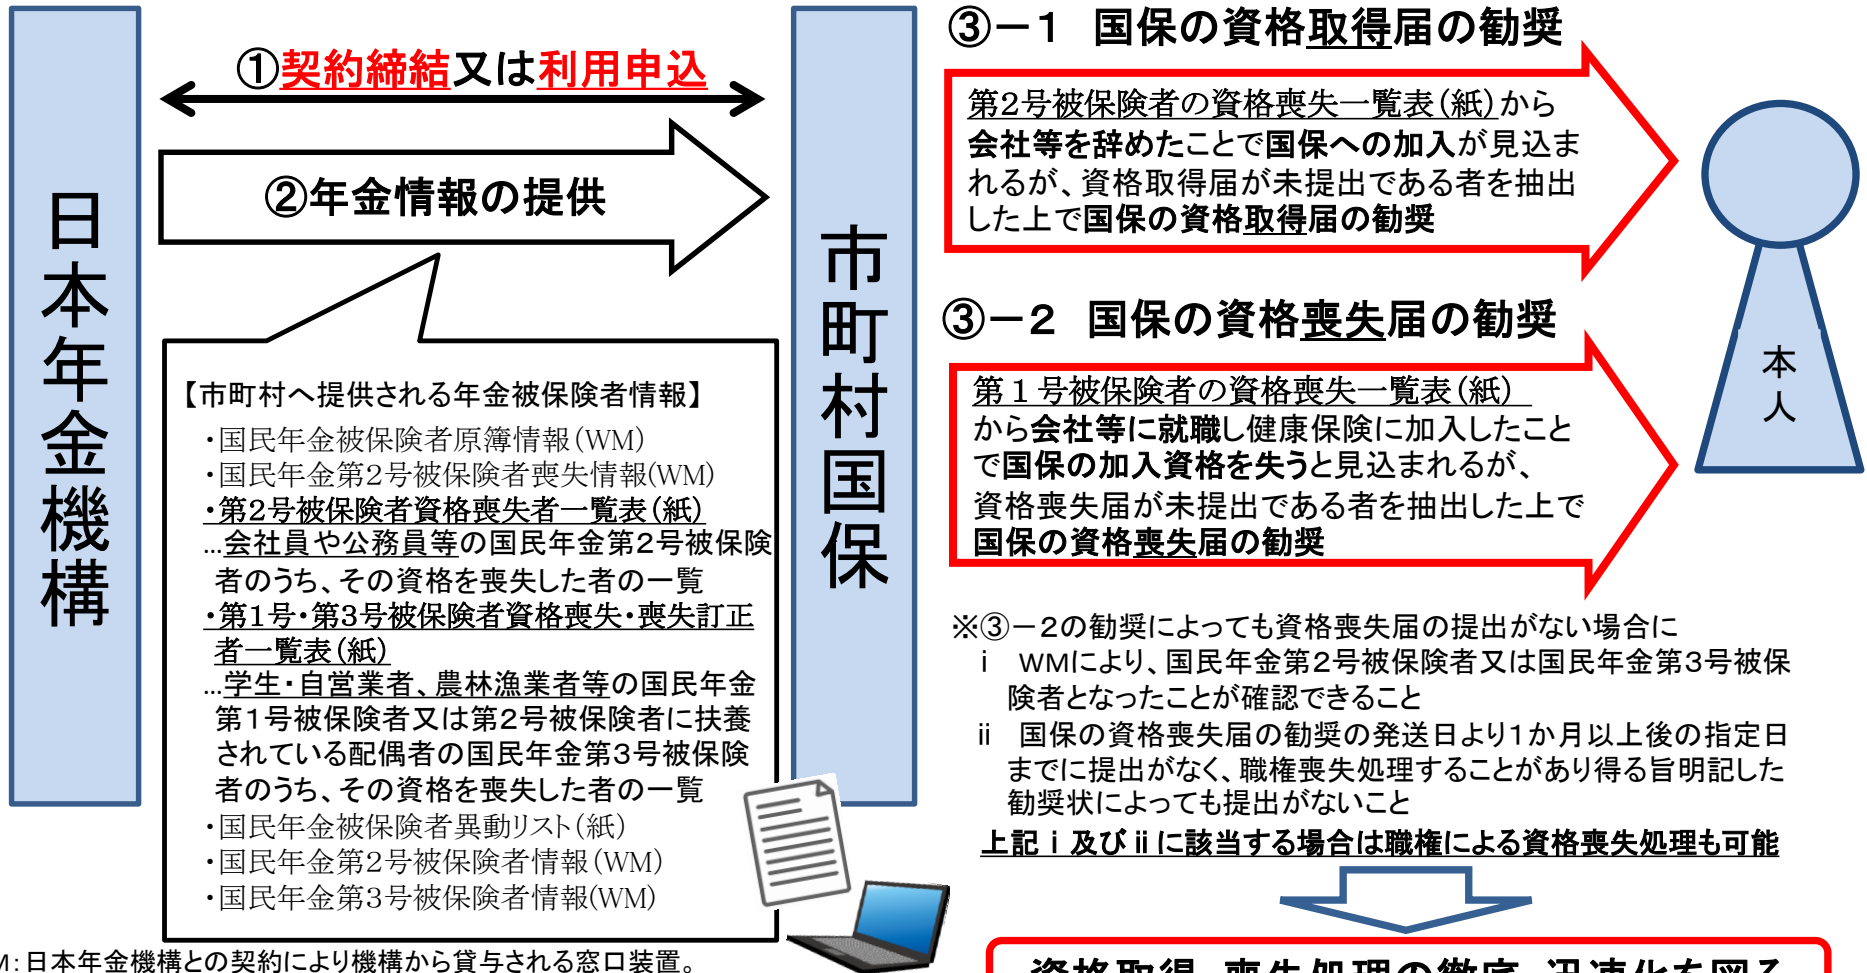 日本年金機構
①契約締結又は利用申込
②年金情報の提供
【市町村へ提供される年金被保険者情報】
・国民年金被保険者原簿情報(WM)
・国民年金第2号被保険者喪失情報(WM)
・第2号被保険者資格喪失者一覧表(紙)
…会社員や公務員等の国民年金第2号被保険
者のうち、その資格を喪失した者の一覧
・第1号・第3号被保険者資格喪失・喪失訂正
者一覧表(紙)
…学生・自営業者、農林漁業者等の国民年金
第1号被保険者又は第2号被保険者に扶養
されている配偶者の国民年金第3号被保険
者のうち、その資格を喪失した者の一覧
・国民年金被保険者異動リスト(紙)
・国民年金第2号被保険者情報(WM)
・国民年金第3号被保険者情報(WM)
M:日本年金機構との契約により機構から貸与される窓口装置。
市町村国保
③－1 国保の資格取得届の勧奨
第2号被保険者の資格喪失一覧表(紙)から
会社等を辞めたことで国保への加入が見込ま
れるが、資格取得届が未提出である者を抽出
した上で国保の資格取得届の勧奨
③－2 国保の資格喪失届の勧奨
第1号被保険者の資格喪失一覧表(紙)
から会社等に就職し健康保険に加入したこと
で国保の加入資格を失うと見込まれるが、
資格喪失届が未提出である者を抽出した上で
国保の資格喪失届の勧奨
本人
※③－2の勧奨によっても資格喪失届の提出がない場合に
ⅰ WMにより、国民年金第2号被保険者又は国民年金第3号被保
険者となったことが確認できること
ⅱ 国保の資格喪失届の勧奨の発送日より1か月以上後の指定日
までに提出がなく、職権喪失処理することがあり得る旨明記した
勧奨状によっても提出がないこと
上記ⅰ及びⅱに該当する場合は職権による資格喪失処理も可能
資格取得・喪失処理の徹底・迅速化を図る